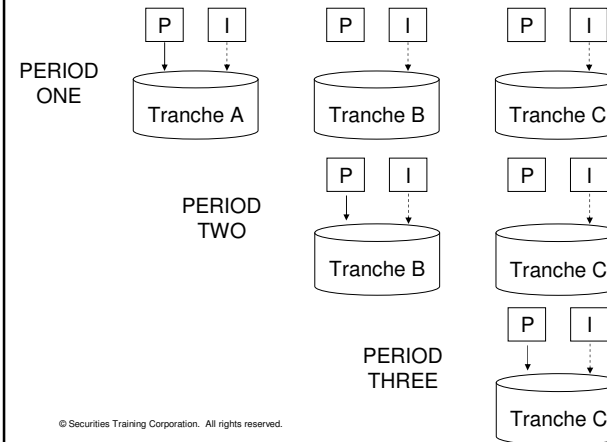 P I P I P I
PERIOD
ONE
Tranche A Tranche B Tranche C
P I P I
PERIOD
TWO
Tranche B Tranche C
P I
PERIOD
THREE
Tranche C
© Securities Training Corporation. All rights reserved.